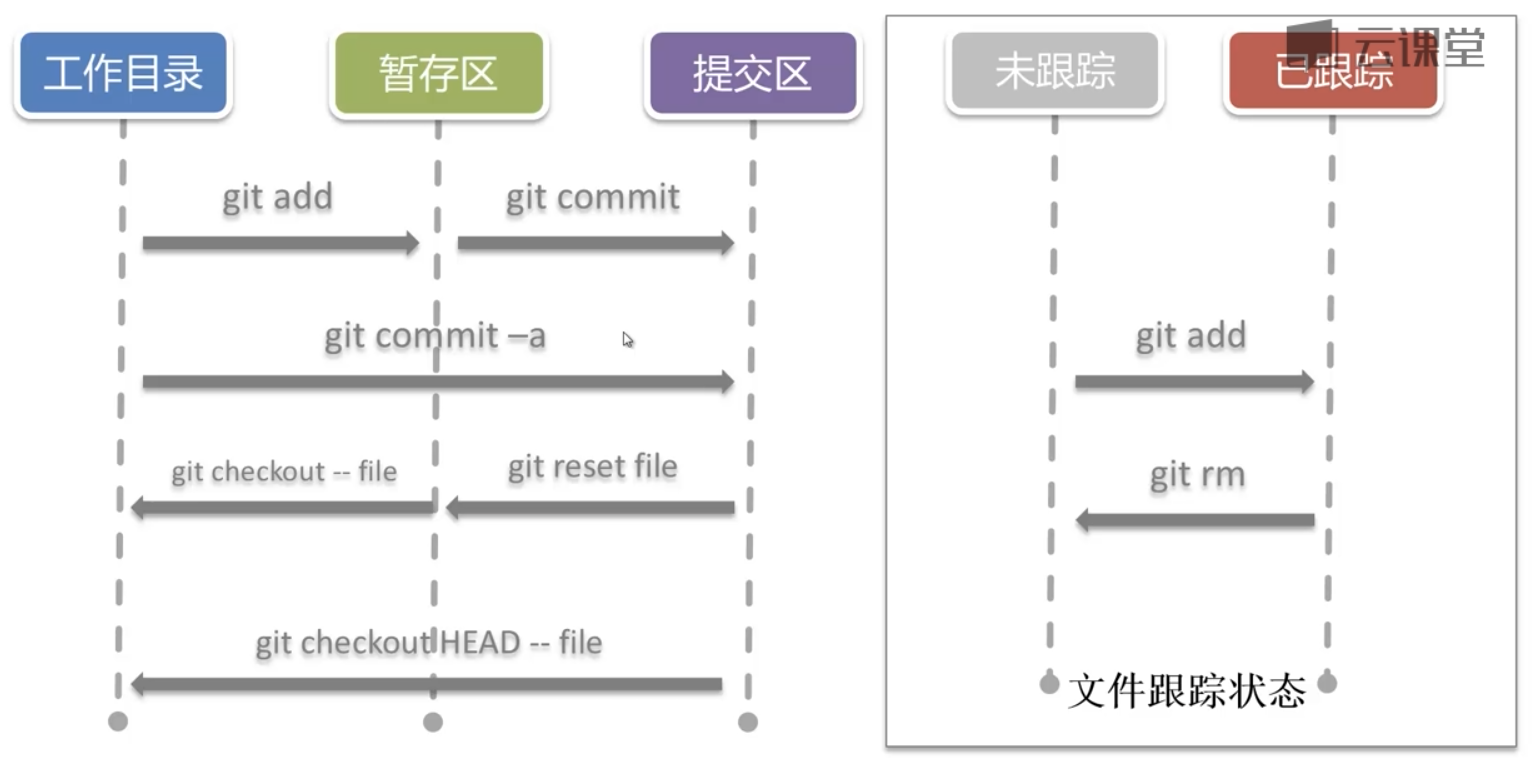 工作目录
暂存区
提交区
git add
git commit
git commit –a
git checkout -- file
git reset file
git checkout HEAD -- file
云课堂
未跟踪
已跟踪
git add
git rm
文件跟踪状态